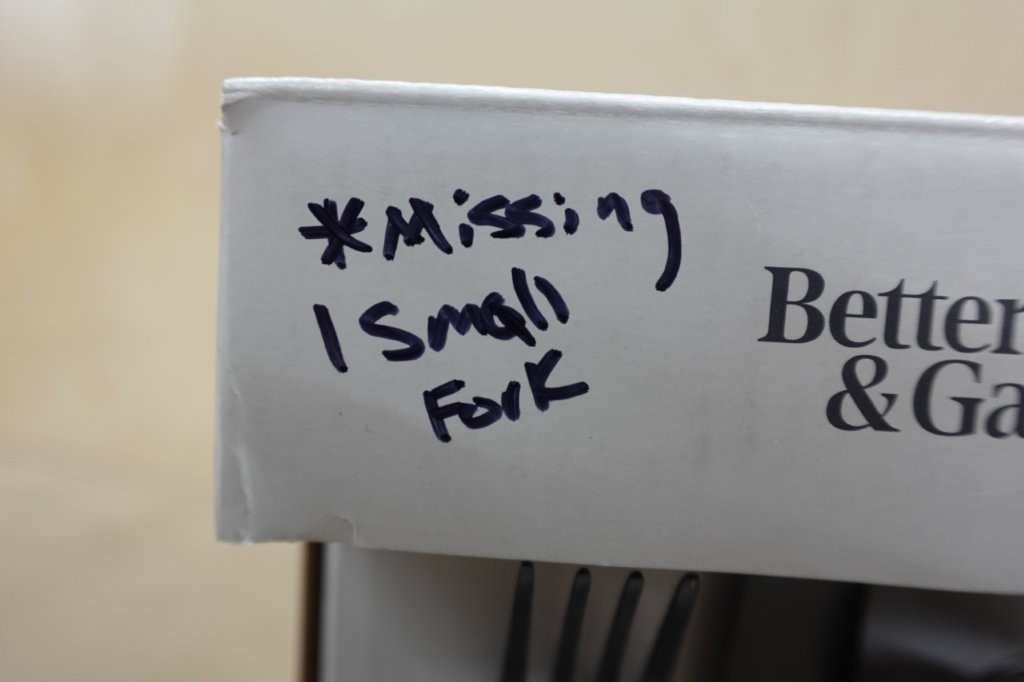 *Missing
1 Small
Fork
Better
& Ga